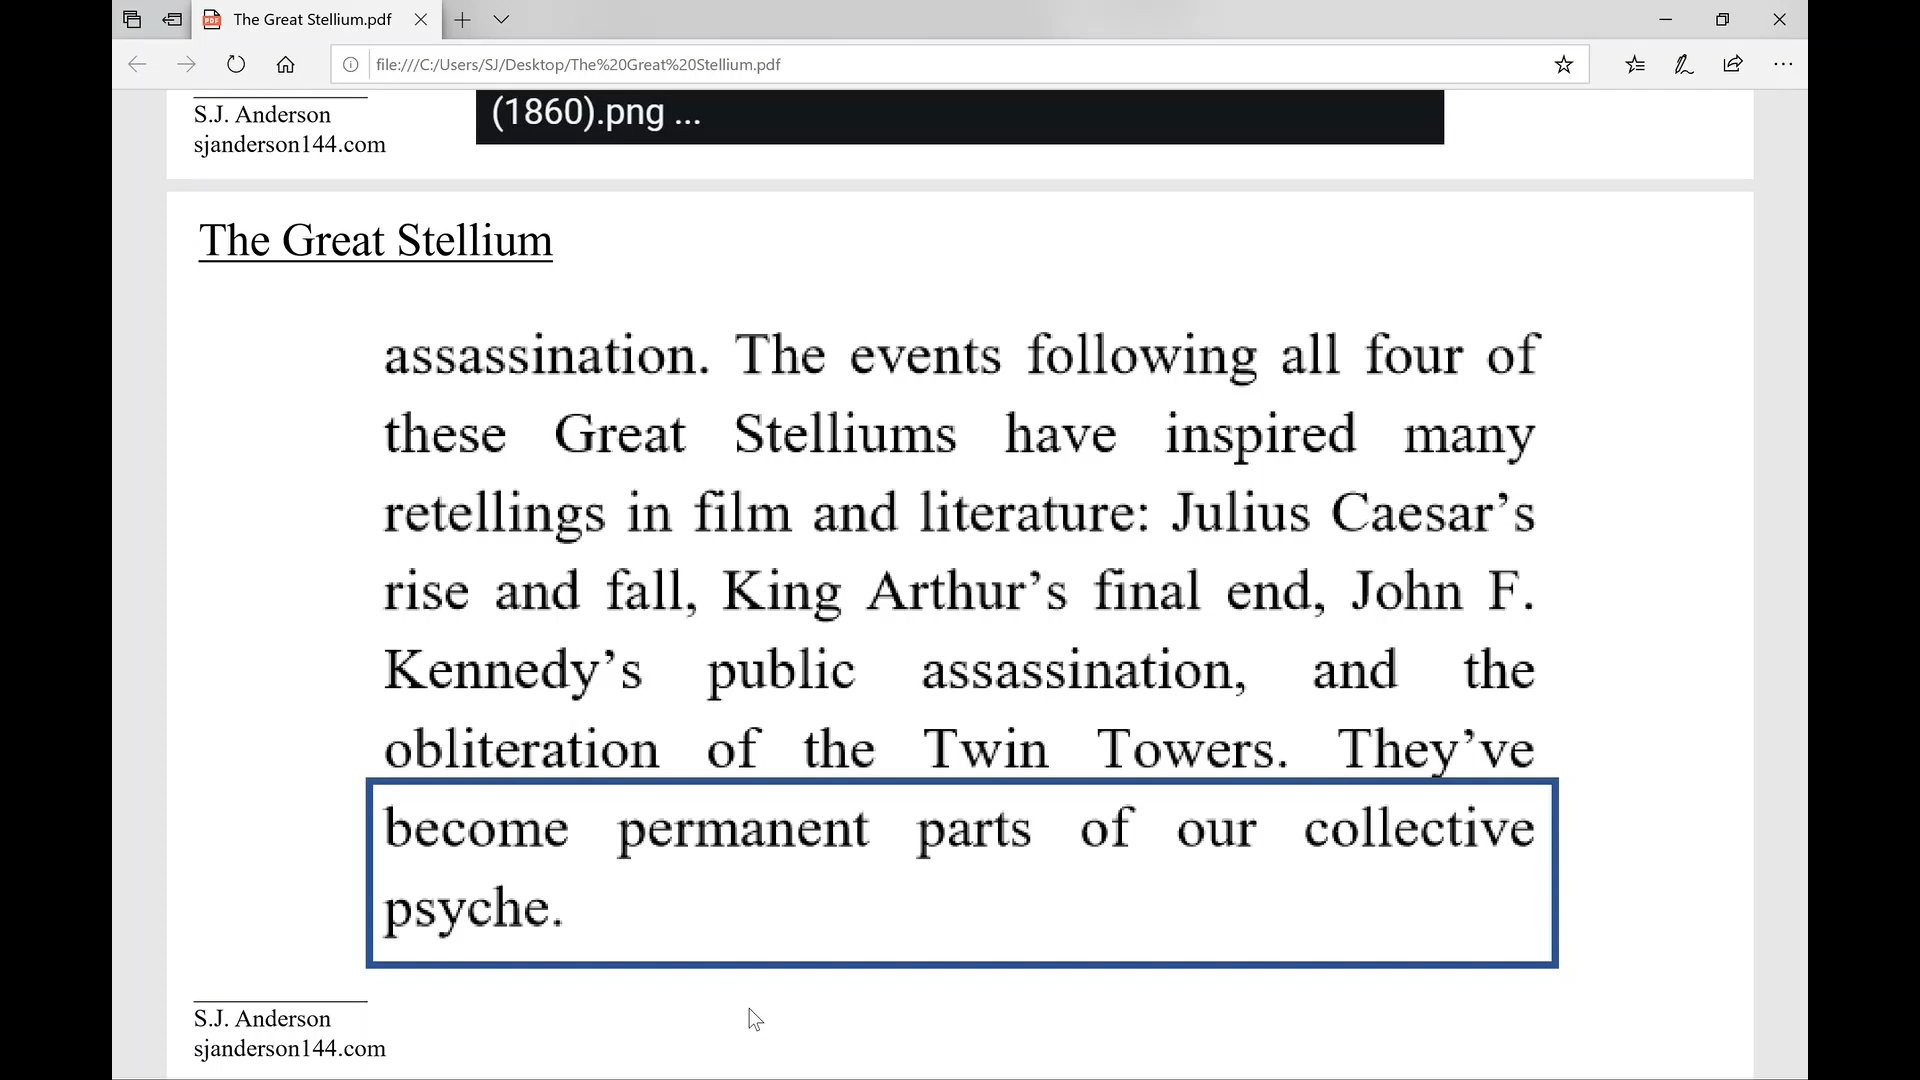 The Great Stellium.pdf
file:///C:/Users/SJ/Desktop/The%20Great%20Stellium.pdf
S.J. Anderson
sjanderson144.com
(1860).png ...
The Great Stellium
assassination. The events following all four of
these Great Stelliums have inspired many
retellings in film and literature: Julius Caesar’s
rise and fall, King Arthur’s final end, John F.
Kennedy’s public assassination, and the
obliteration of the Twin Towers. They’ve
become permanent parts of our collective
psyche.
S.J. Anderson
sjanderson144.com